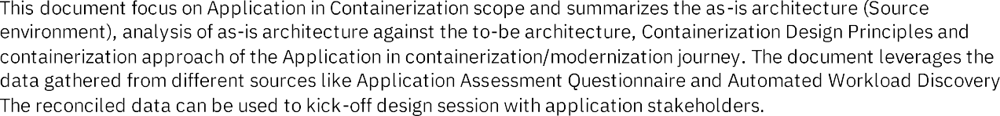 This document focus on Application in Containerization scope and summarizes the as-is architecture (Source
environment), analysis of as-is architecture against the to-be architecture, Containerization Design Principles and
containerization approach of the Application in containerization/modernization journey. The document leverages the
data gathered from different sources like Application Assessment Questionnaire and Automated Workload Discovery
The reconciled data can be used to kick-off design session with application stakeholders.